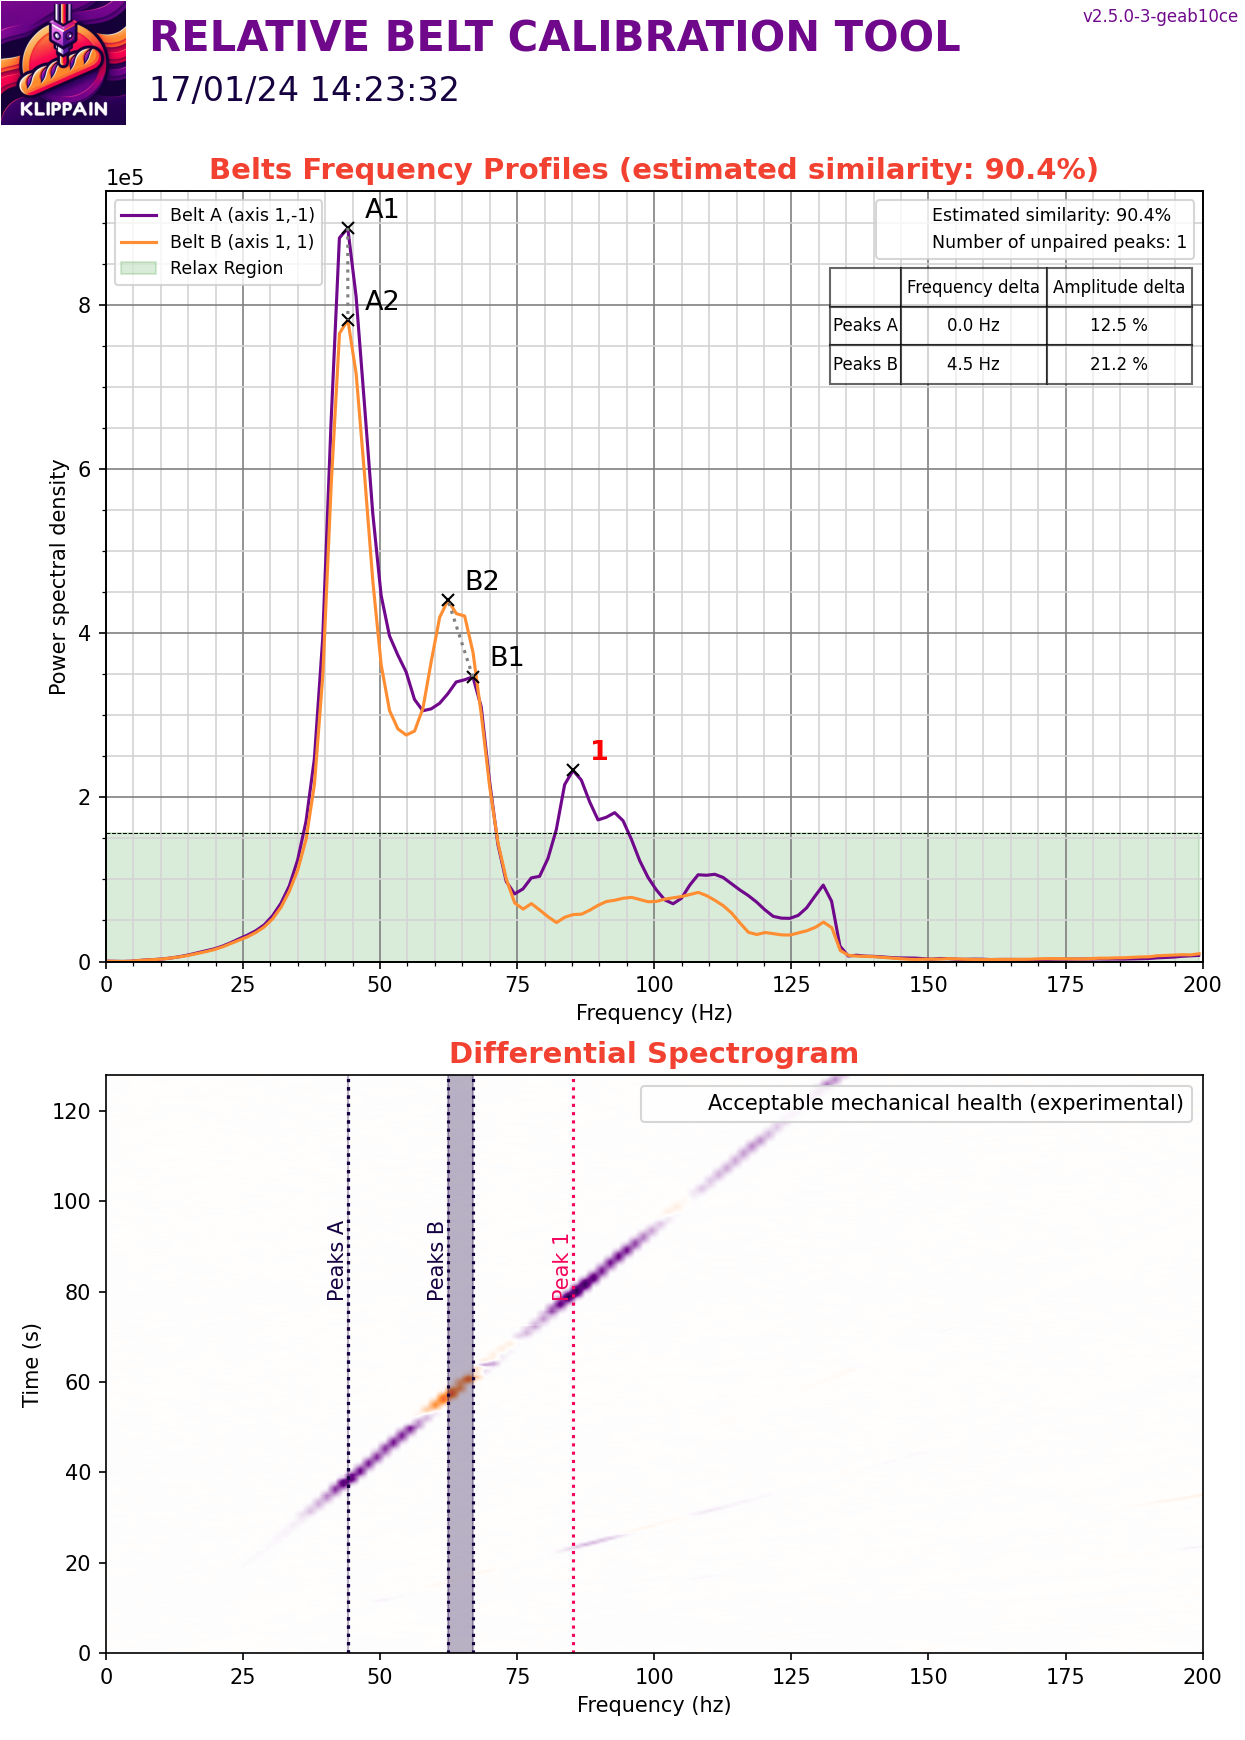 v2.5.0-3-geab10ce
RELATIVE BELT CALIBRATION TOOL
17/01/24 14:23:32
KLIPPAIN
Belts Frequency Profiles (estimated similarity: 90.4%)
1e5
Belt A (axis 1,-1)
Belt B (axis 1, 1)
Relax Region
Estimated similarity: 90.4%
Number of unpaired peaks: 1
Frequency delta Amplitude delta
Peaks A 0.0 Hz 12.5 %
Peaks B 4.5 Hz 21.2 %
A1
A2
B2
B1
1
8
6
4
2
0
Power spectral density
0 25 50 75 100 125 150 175 200
Frequency (Hz)
Differential Spectrogram
Acceptable mechanical health (experimental)
Peaks A
Peaks B
Peak 1
120
100
80
60
40
20
0
Time (s)
0 25 50 75 100 125 150 175 200
Frequency (hz)